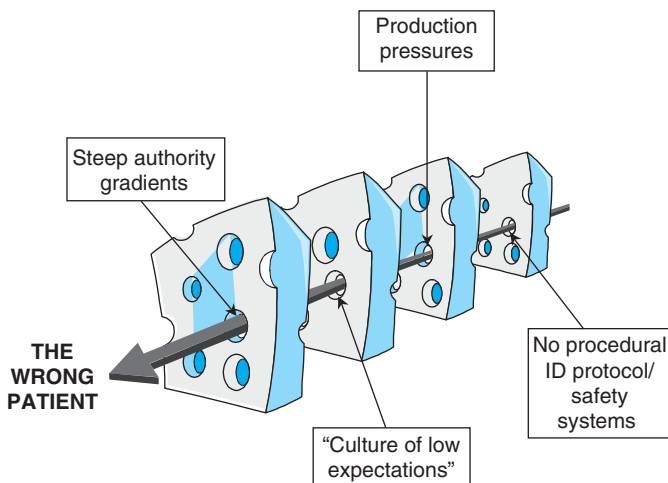 Production
pressures
Steep authority
gradients
THE
WRONG
PATIENT
No procedural
ID protocol/
safety
systems
“Culture of low
expectations”